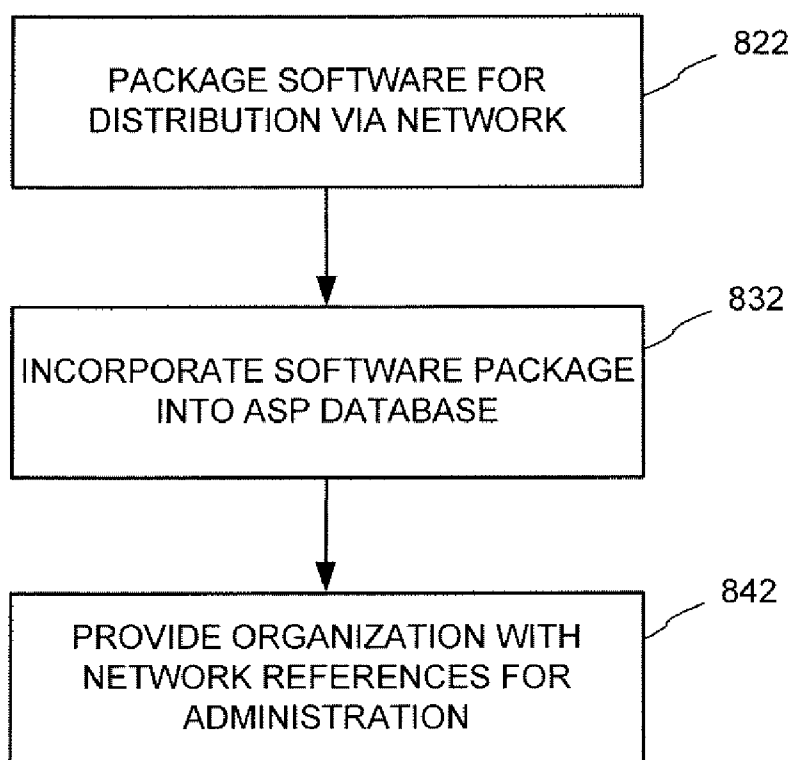 PACKAGE SOFTWARE FOR
DISTRIBUTION VIA NETWORK
822
INCORPORATE SOFTWARE PACKAGE
INTO ASP DATABASE
832
PROVIDE ORGANIZATION WITH
NETWORK REFERENCES FOR
ADMINISTRATION
842